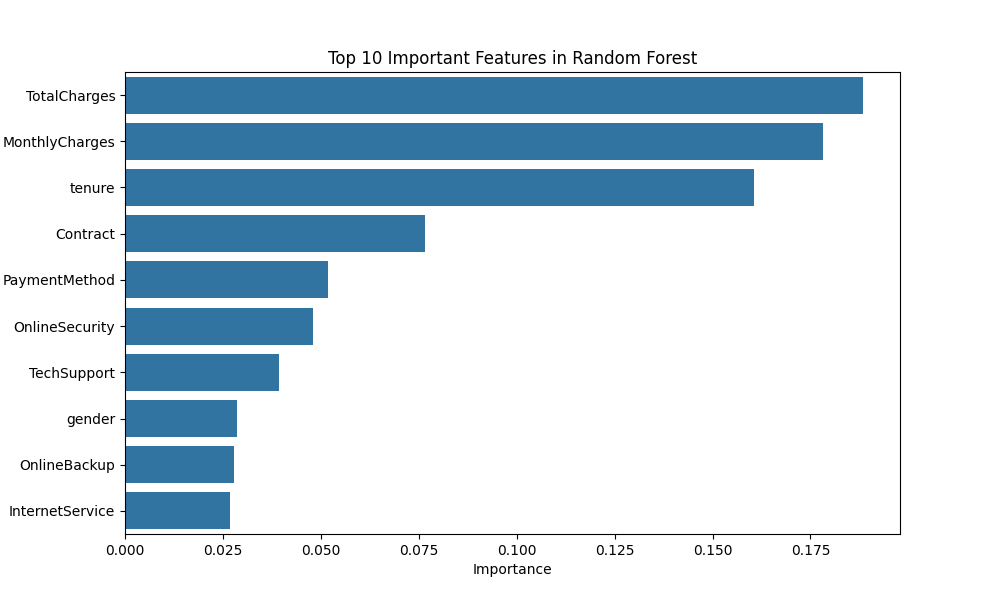 Top 10 Important Features in Random Forest
TotalCharges
MonthlyCharges
tenure
Contract
PaymentMethod
OnlineSecurity
TechSupport
gender
OnlineBackup
InternetService
0.000 0.025 0.050 0.075 0.100 0.125 0.150 0.175
Importance